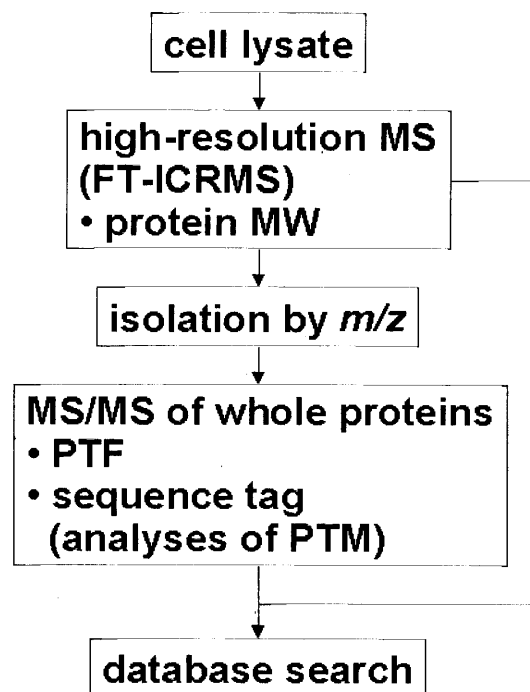 cell lysate
high-resolution MS
(FT-ICRMS)
• protein MW
isolation by m/z
MS/MS of whole proteins
• PTF
• sequence tag
(analyses of PTM)
database search